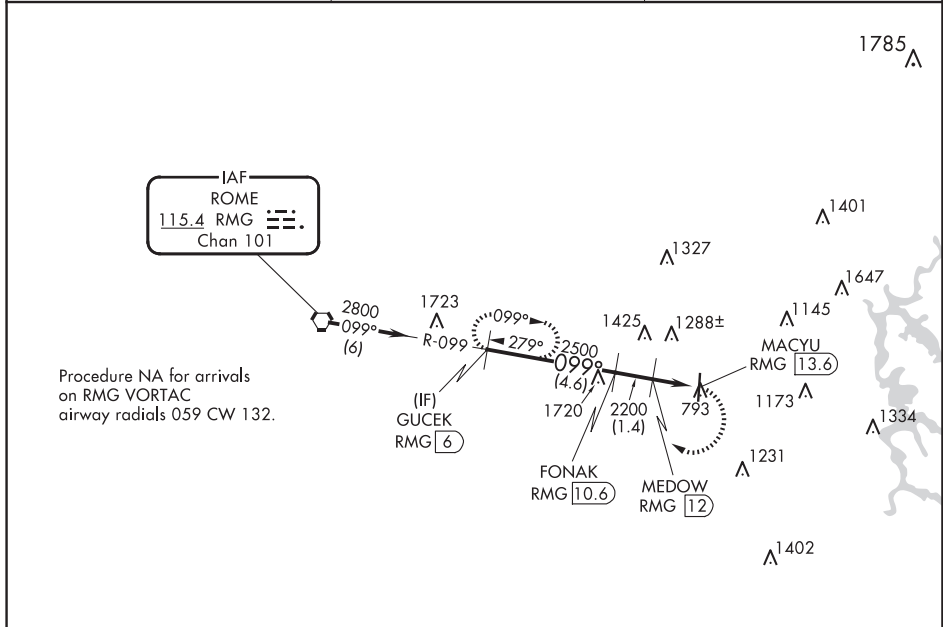 1785
IAF
ROME
115.4 RMG
Chan 101
1401
1327
1647
2800
099°
(6)
1723
R-099
099°
279°
2500
099°
(4.6)
1425
1288±
1145
MACYU
RMG 13.6
Procedure NA for arrivals
on RMG VORTAC
airway radials 059 CW 132.
(IF)
GUCEK
RMG 6
1720
2200
(1.4)
793
1173
1334
FONAK
RMG 10.6
MEDOW
RMG 12
1231
1402